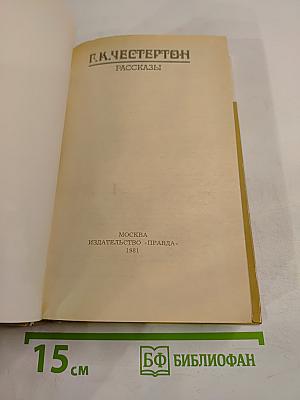 Г.К.ЧЕСТЕРТОН
РАССКАЗЫ
МОСКВА
ИЗДАТЕЛЬСТВО «ПРАВДА»
1981
15 см
БФ БИБЛИОФАН